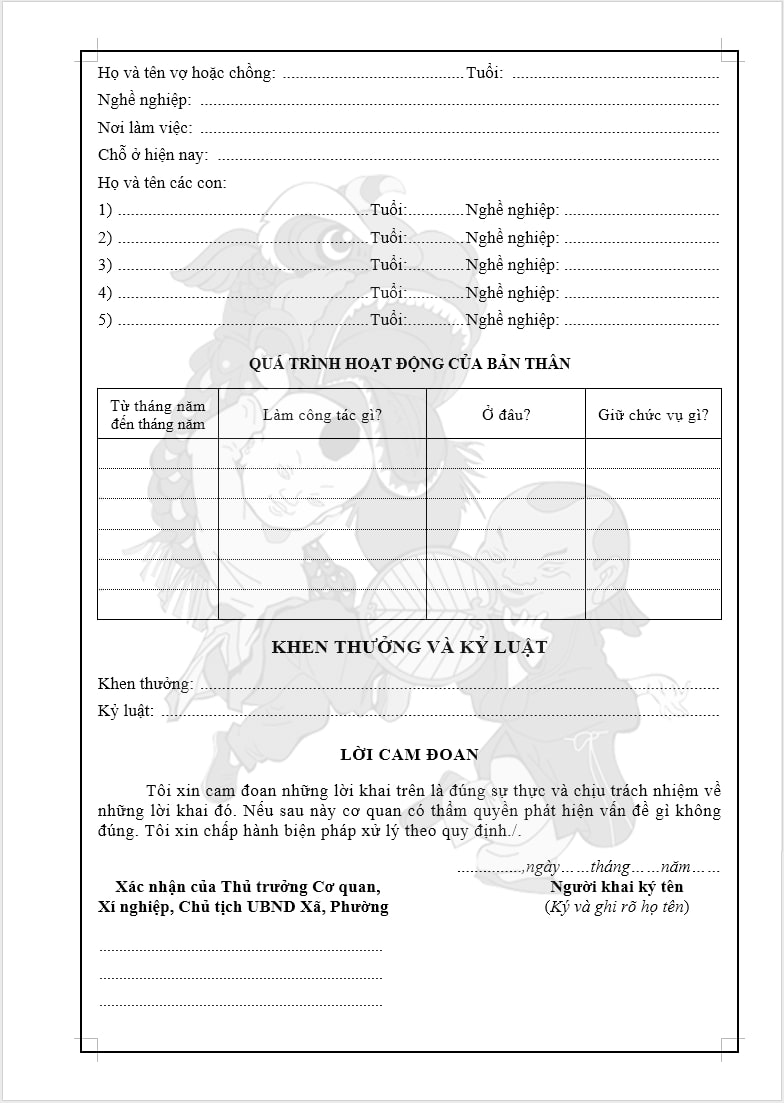 Họ và tên vợ hoặc chồng: ............................................Tuổi: ..................................................
Nghề nghiệp: ..............................................................................................................................
Nơi làm việc: ..............................................................................................................................
Chỗ ở hiện nay: ..........................................................................................................................
Họ và tên các con:
1) .............................................................Tuổi:..............Nghề nghiệp: ......................................
2) .............................................................Tuổi:..............Nghề nghiệp: ......................................
3) .............................................................Tuổi:..............Nghề nghiệp: ......................................
4) .............................................................Tuổi:..............Nghề nghiệp: ......................................
5) .............................................................Tuổi:..............Nghề nghiệp: ......................................
QUÁ TRÌNH HOẠT ĐỘNG CỦA BẢN THÂN
Từ tháng năm
đến tháng năm
Làm công tác gì?
Ở đâu?
Giữ chức vụ gì?
KHEN THƯỞNG VÀ KỶ LUẬT
Khen thưởng: ..............................................................................................................................
Kỷ luật: .......................................................................................................................................
LỜI CAM ĐOAN
Tôi xin cam đoan những lời khai trên là đúng sự thực và chịu trách nhiệm về
những lời khai đó. Nếu sau này cơ quan có thẩm quyền phát hiện vấn đề gì không
đúng. Tôi xin chấp hành biện pháp xử lý theo quy định./.
................,ngày……tháng……năm……
Xác nhận của Thủ trưởng Cơ quan,
Xí nghiệp, Chủ tịch UBND Xã, Phường
Người khai ký tên
(Ký và ghi rõ họ tên)
.....................................................................
.....................................................................
.....................................................................